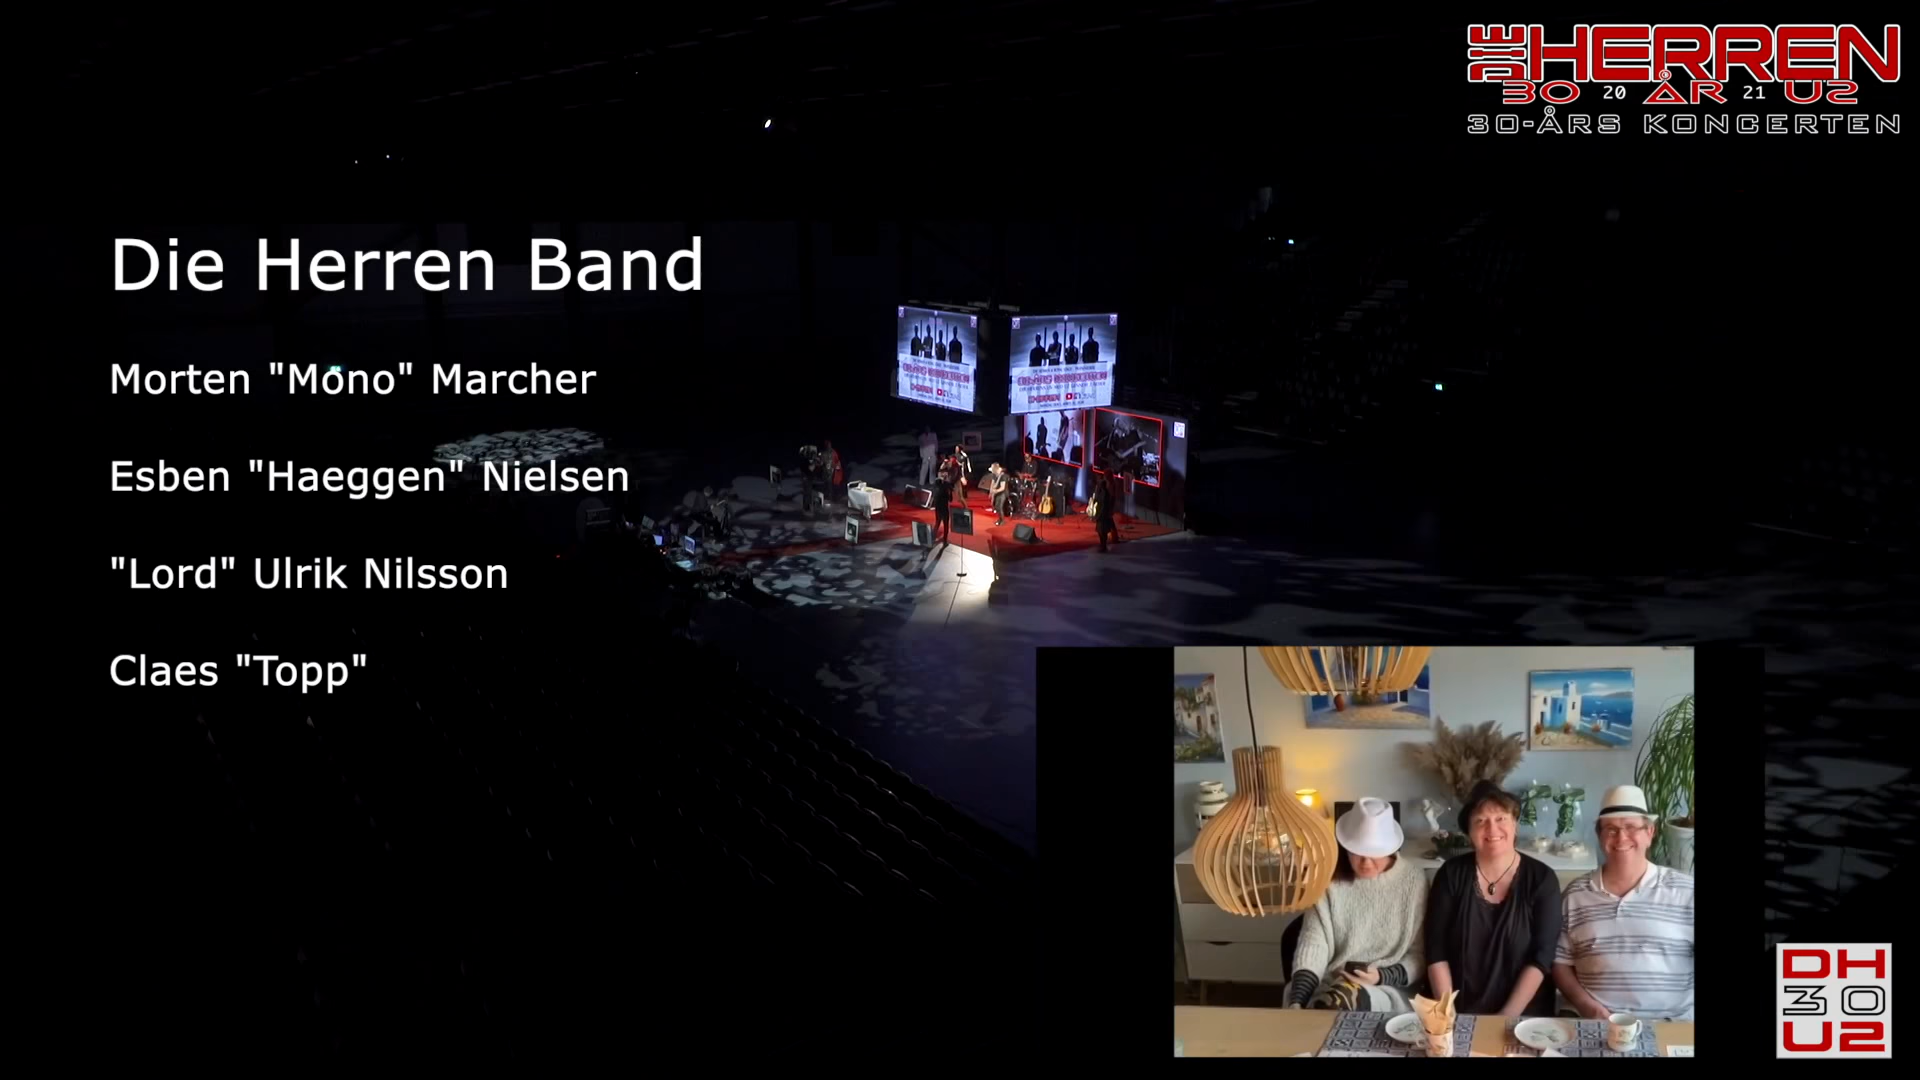 DIE HERREN
30 20 ÅR 21 U2
30-ÅRS KONCERTEN
Die Herren Band
Morten "Mono" Marcher
Esben "Haeggen" Nielsen
"Lord" Ulrik Nilsson
Claes "Topp"
DH
30
U2